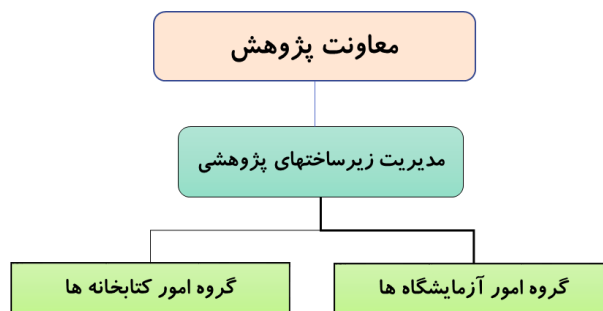 معاونت پژوهش
مدیریت زیرساختهای پژوهشی
گروه امور آزمایشگاه ها
گروه امور کتابخانه ها